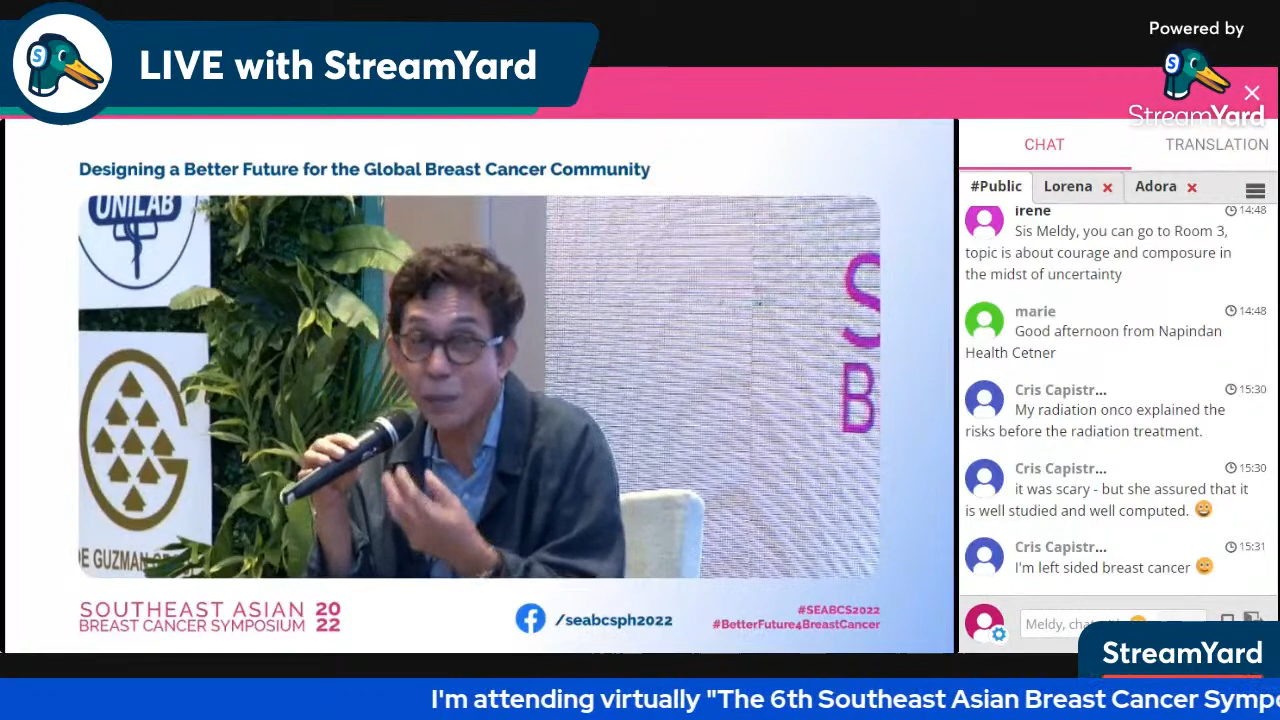 LIVE with StreamYard
Powered by
StreamYard
Designing a Better Future for the Global Breast Cancer Community
UNILAB
DE GUZMAN
S
B
SOUTHEAST ASIAN 2022
BREAST CANCER SYMPOSIUM
/seabcsph2022
#SEABCS2022
#BetterFuture4BreastCancer
CHAT
TRANSLATION
#Public
Lorena
Adora
irene 14:48
Sis Meldy, you can go to Room 3,
topic is about courage and composure in
the midst of uncertainty
marie 14:48
Good afternoon from Napindan
Health Cetner
Cris Capistr... 15:30
My radiation onco explained the
risks before the radiation treatment.
Cris Capistr... 15:30
it was scary - but she assured that it
is well studied and well computed. 😀
Cris Capistr... 15:31
I'm left sided breast cancer 😀
Meldy,
StreamYard
I'm attending virtually "The 6th Southeast Asian Breast Cancer Sympo